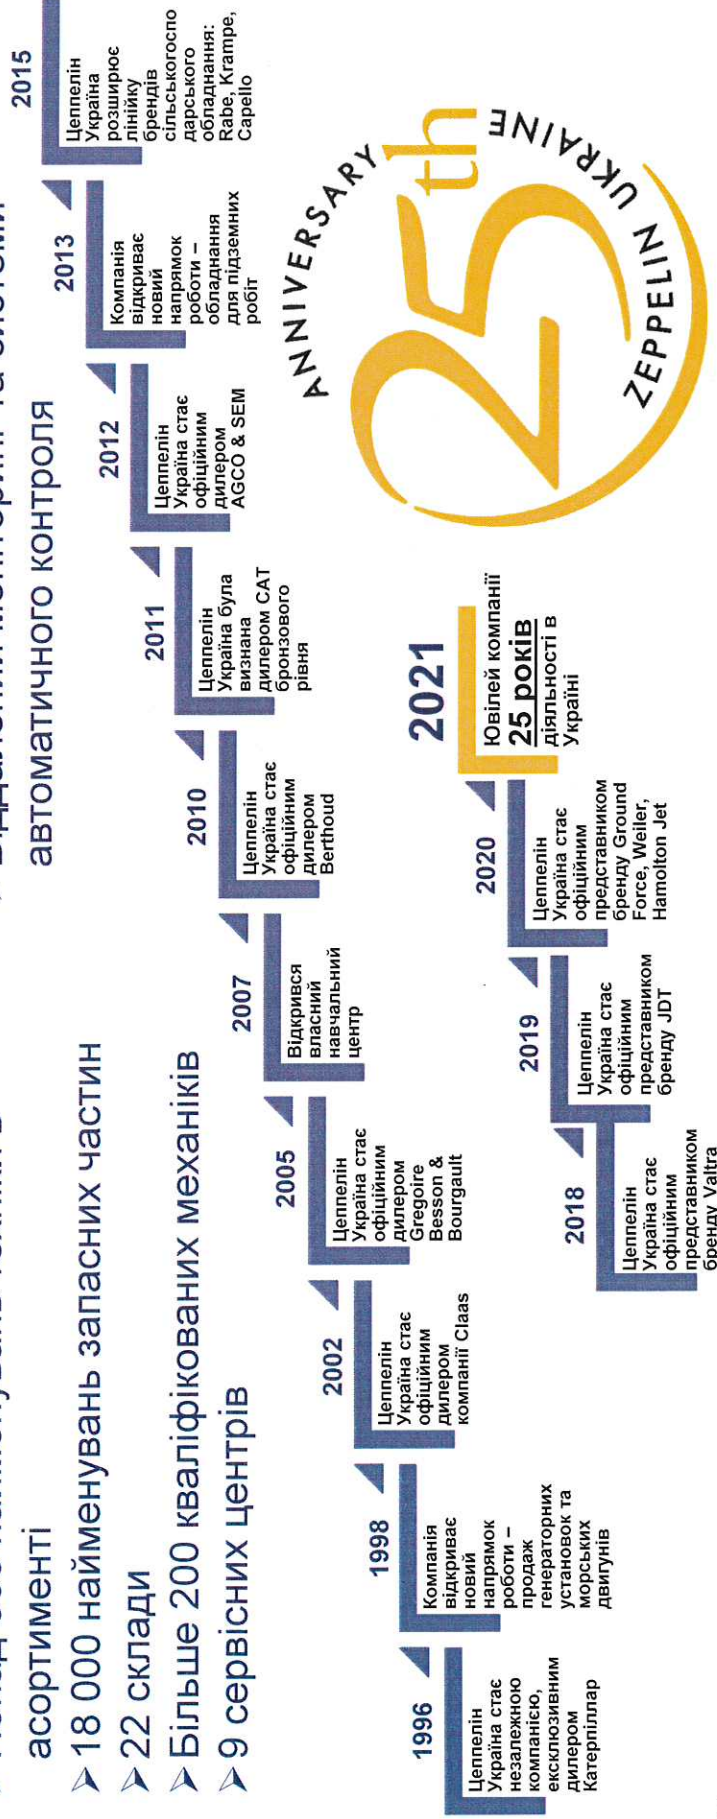 асортименті
➢ 18 000 найменувань запасних частин
➢ 22 склади
➢ Більше 200 кваліфікованих механіків
➢ 9 сервісних центрів
автоматичного контроля
1996
Цеппелін
Україна стає
незалежною
компанією,
ексклюзивним
дилером
Катерпіллар
1998
Компанія
відкриває
новий
напрямок
роботи –
продаж
генераторних
установок та
морських
двигунів
2002
Цеппелін
Україна стає
офіційним
дилером
компанії Claas
2005
Цеппелін
Україна стає
офіційним
дилером
Gregoire
Besson &
Bourgault
2007
Відкрився
власний
навчальний
центр
2010
Цеппелін
Україна стає
офіційним
дилером
Berthoud
2011
Цеппелін
Україна була
визнана
дилером CAT
бронзового
рівня
2012
Цеппелін
Україна стає
офіційним
дилером
AGCO & SEM
2013
Компанія
відкриває
новий
напрямок
роботи –
обладнання
для підземних
робіт
2015
Цеппелін
Україна
розширює
лінійку
брендів
сільськогоспо
дарського
обладнання:
Rabe, Krampe,
Capello
2018
Цеппелін
Україна стає
офіційним
представником
бренду Valtra
2019
Цеппелін
Україна стає
офіційним
представником
бренду JDT
2020
Цеппелін
Україна стає
офіційним
представником
бренду Ground
Force, Weiler,
Hamolton Jet
2021
Ювілей компанії
25 років
діяльності в
Україні
ANNIVERSARY
25th
ZEPPELIN UKRAINE